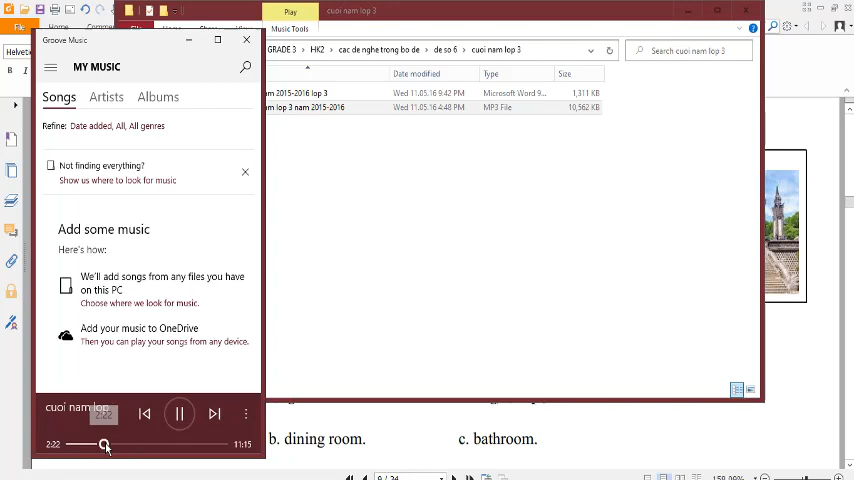 Play
cuoi nam lop 3
File
Home
Music Tools
Groove Music
MY MUSIC
Songs
Artists
Albums
Refine: Date added, All, All genres
Not finding everything?
Show us where to look for music
Add some music
Here's how:
We'll add songs from any files you have
on this PC
Choose where we look for music.
Add your music to OneDrive
Then you can play your songs from any device.
cuoi nam lop
2:22
2:22
11:15
GRADE 3 > HK2 > cac de nghe trong bo de > de so 6 > cuoi nam lop 3
Search cuoi nam lop 3
Date modified
Type
Size
2015-2016 lop 3
Wed 11.05.16 9:42 PM
Microsoft Word 9...
1,311 KB
lop 3 nam 2015-2016
Wed 11.05.16 4:48 PM
MP3 File
10,562 KB
b. dining room.
c. bathroom.
9 / 34